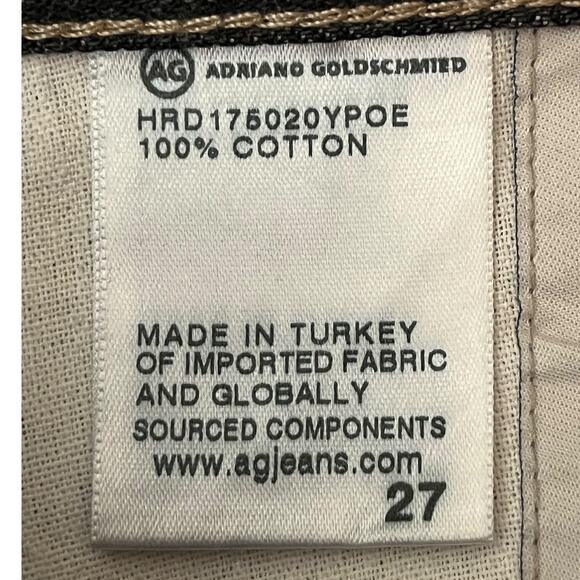 AG ADRIANO GOLDSCHMIED
HRD175020YPOE
100% COTTON
MADE IN TURKEY
OF IMPORTED FABRIC
AND GLOBALLY
SOURCED COMPONENTS
www.agjeans.com
27